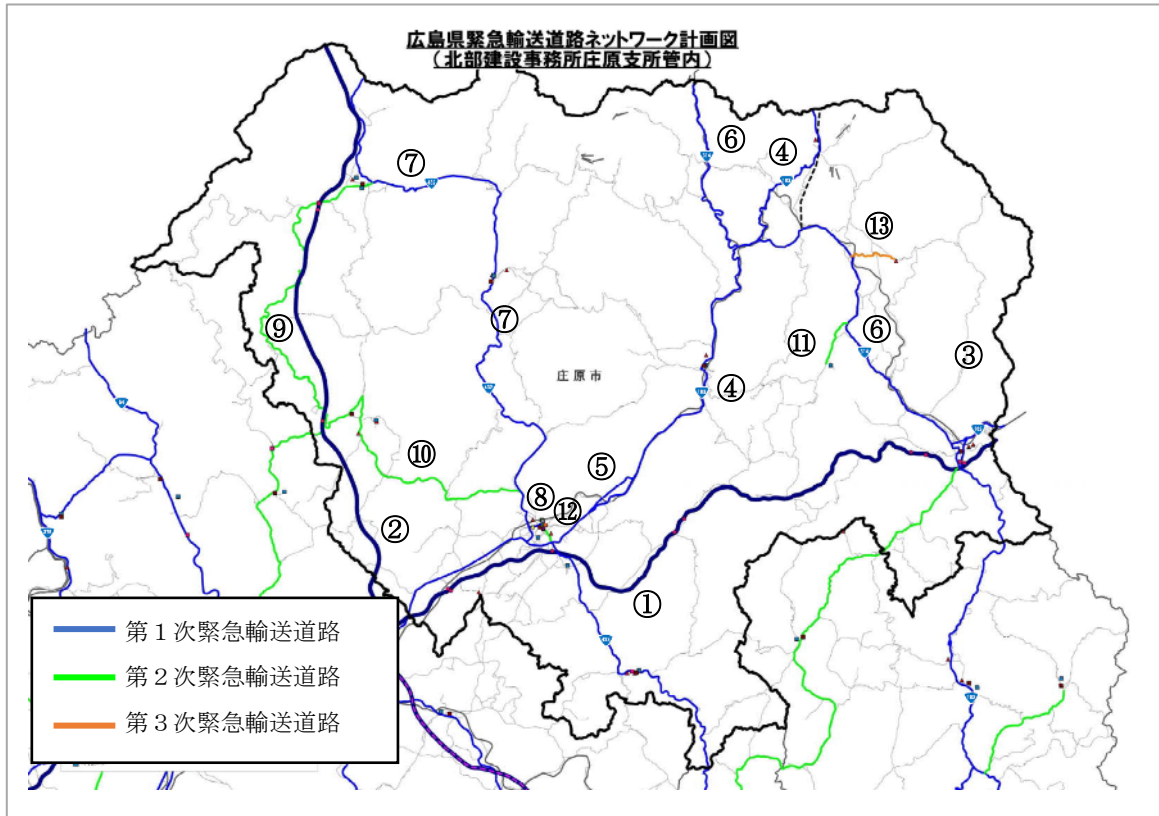 広島県緊急輸送道路ネットワーク計画図
（北部建設事務所庄原支所管内）
⑥
④
⑦
⑬
⑨
⑦
⑪
⑥
③
庄原市
④
⑩
⑤
⑧
⑫
②
①
第１次緊急輸送道路
第２次緊急輸送道路
第３次緊急輸送道路